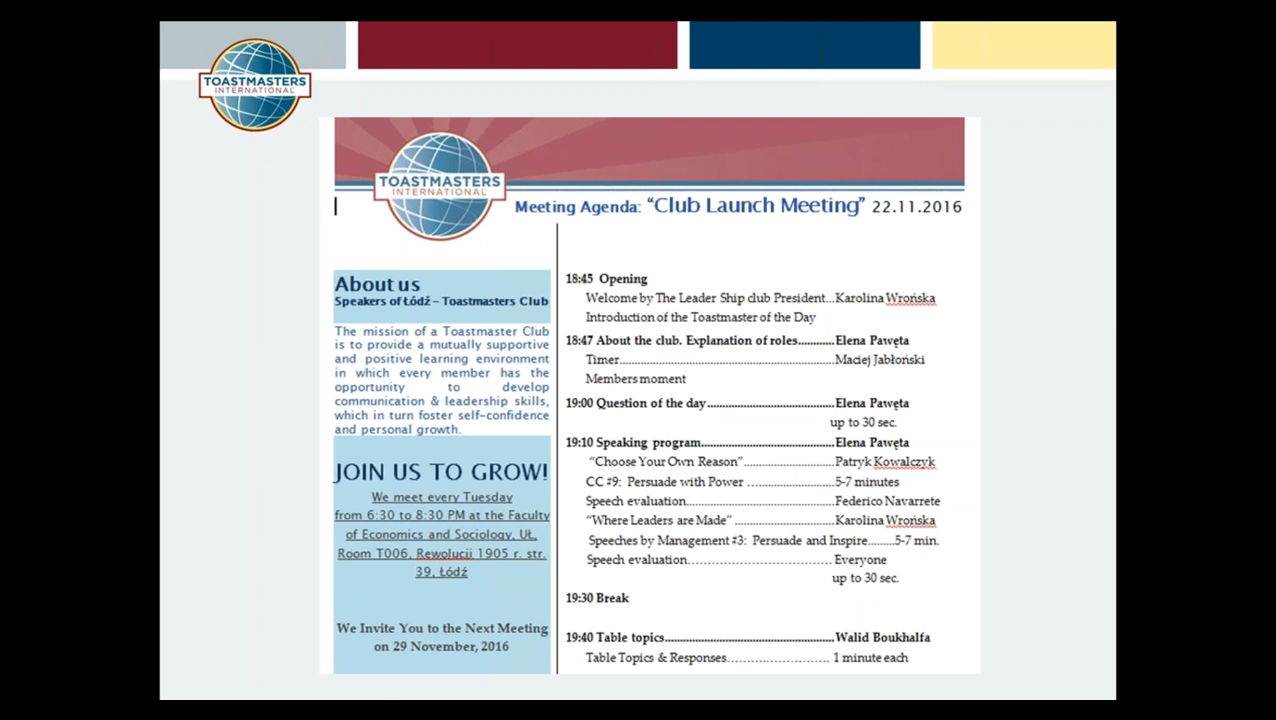 TOASTMASTERS
INTERNATIONAL
TOASTMASTERS
INTERNATIONAL
Meeting Agenda: “Club Launch Meeting” 22.11.2016
About us
Speakers of Łódź – Toastmasters Club
The mission of a Toastmaster Club
is to provide a mutually supportive
and positive learning environment
in which every member has the
opportunity to develop
communication & leadership skills,
which in turn foster self-confidence
and personal growth.
JOIN US TO GROW!
We meet every Tuesday
from 6:30 to 8:30 PM at the Faculty
of Economics and Sociology, UŁ,
Room T006, Rewolucji 1905 r. str.
39, Łódź
We Invite You to the Next Meeting
on 29 November, 2016
18:45 Opening
Welcome by The Leader Ship club President...Karolina Wrońska
Introduction of the Toastmaster of the Day
18:47 About the club. Explanation of roles............Elena Pawęta
Timer..........................................................................Maciej Jabłoński
Members moment
19:00 Question of the day...........................................Elena Pawęta
up to 30 sec.
19:10 Speaking program.............................................Elena Pawęta
“Choose Your Own Reason”...............................Patryk Kowalczyk
CC #9: Persuade with Power ….........................5-7 minutes
Speech evaluation..................................................Federico Navarrete
“Where Leaders are Made” ..................................Karolina Wrońska
Speeches by Management #3: Persuade and Inspire.........5-7 min.
Speech evaluation………………………………… Everyone
up to 30 sec.
19:30 Break
19:40 Table topics.........................................................Walid Boukhalfa
Table Topics & Responses………………………. 1 minute each